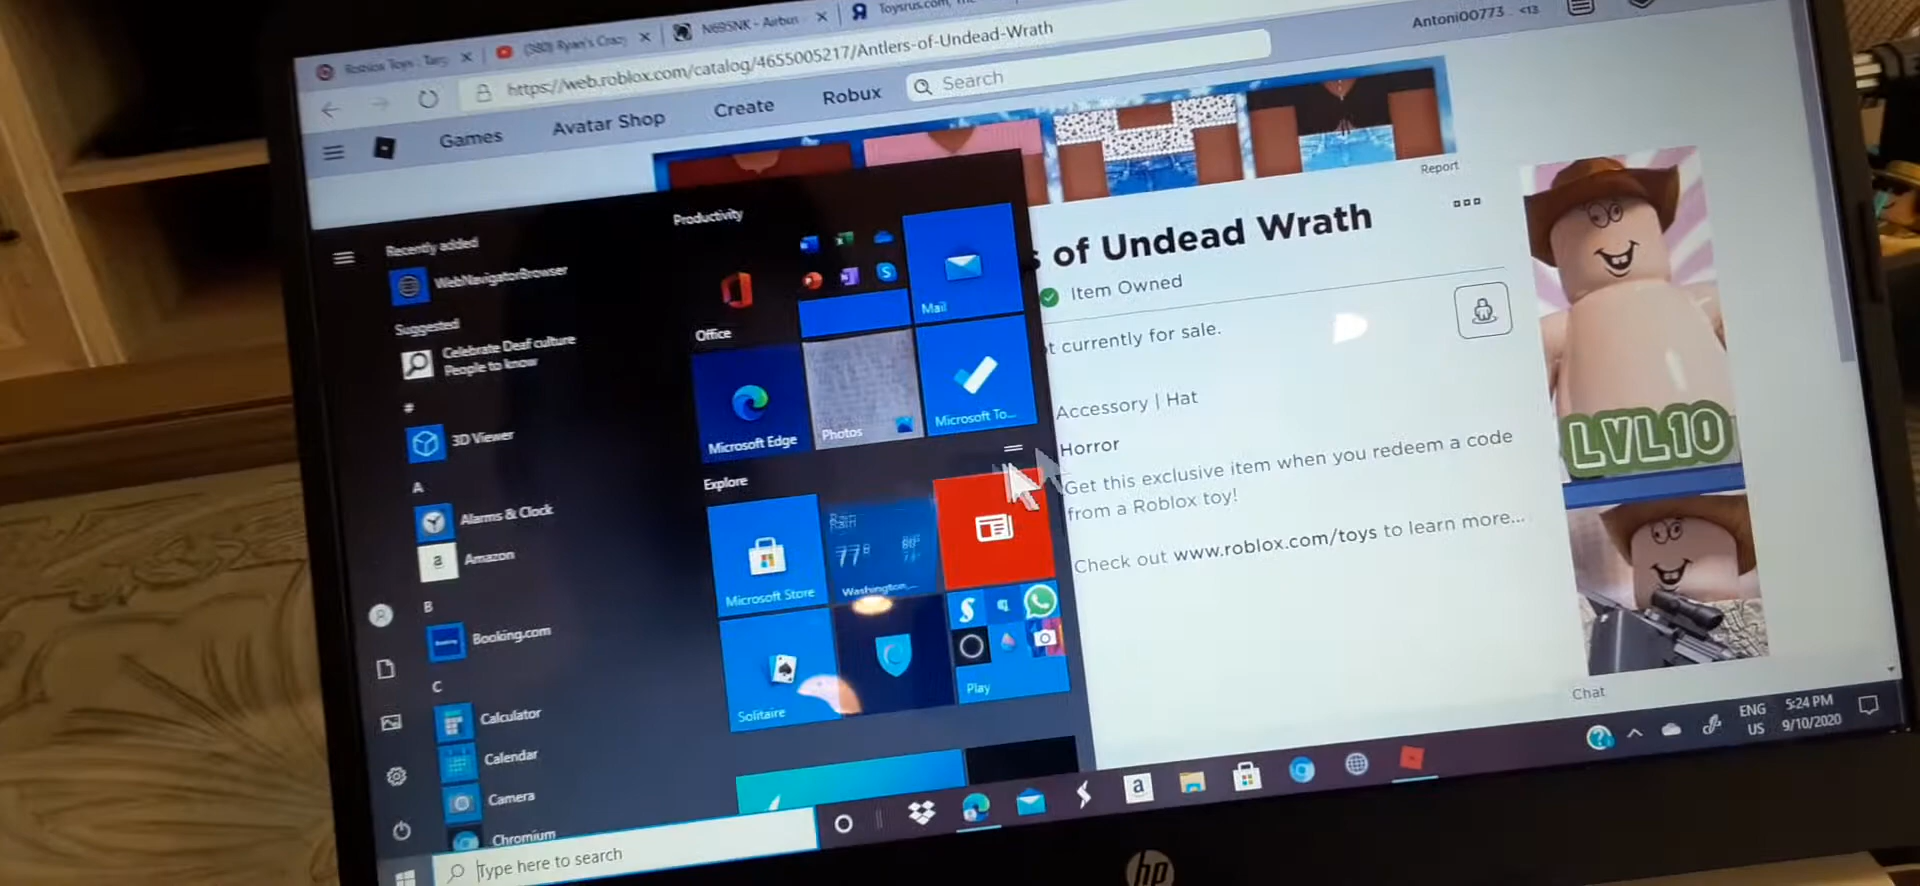 Roblox Toys : Targ
(380) Ryan's Crazy
N695NK - Airbus
Toysrus.com,
https://web.roblox.com/catalog/4655005217/Antlers-of-Undead-Wrath
Antoni00773 <13
Games
Avatar Shop
Create
Robux
Search
Report
of Undead Wrath
Item Owned
t currently for sale.
Accessory | Hat
Horror
Get this exclusive item when you redeem a code
from a Roblox toy!
Check out www.roblox.com/toys to learn more...
LVL10
Chat
Recently added
WebNavigatorBrowser
Suggested
Celebrate Deaf culture
People to know
#
3D Viewer
A
Alarms & Clock
Amazon
B
Booking.com
C
Calculator
Calendar
Camera
Chromium
Productivity
Office
Mail
Microsoft Edge
Photos
Microsoft To...
Explore
Microsoft Store
Rain
77°
80°
Washington,...
Solitaire
Play
Type here to search
ENG
US
5:24 PM
9/10/2020
hp